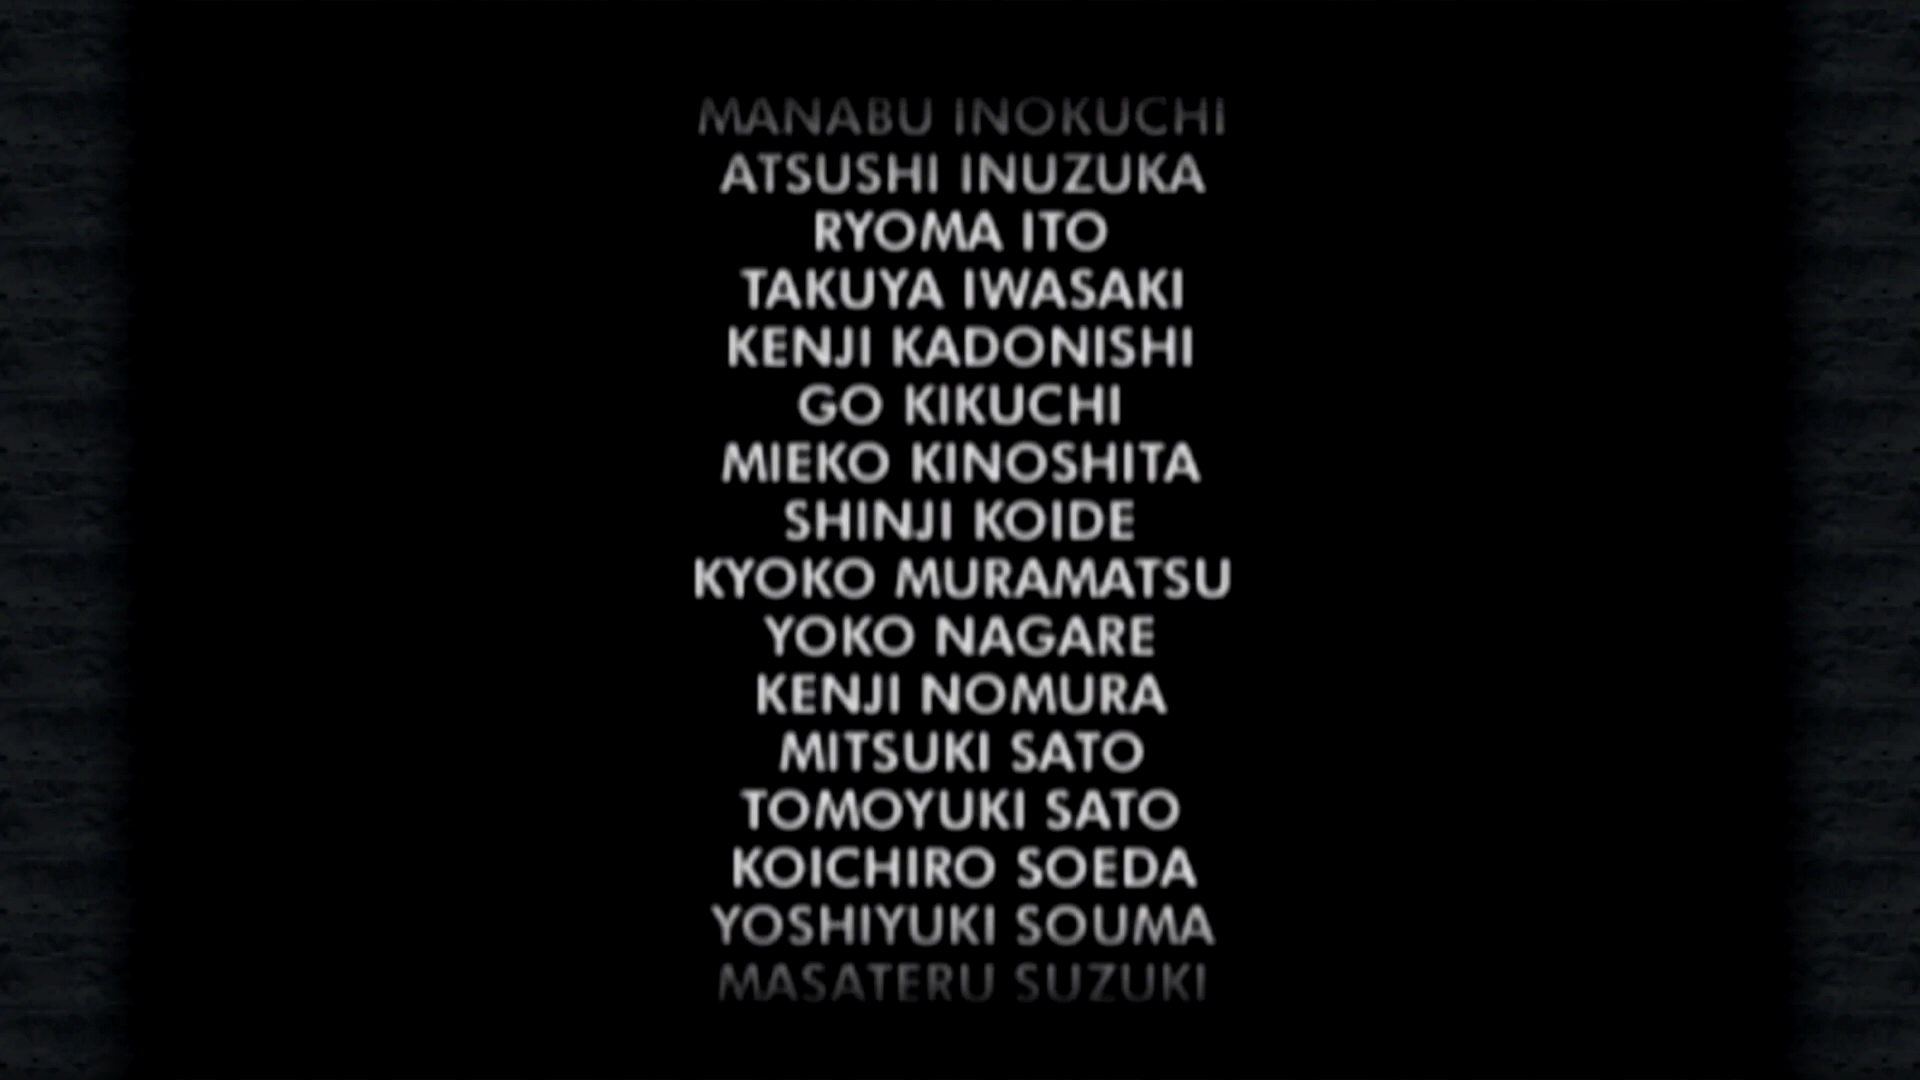 MANABU INOKUCHI
ATSUSHI INUZUKA
RYOMA ITO
TAKUYA IWASAKI
KENJI KADONISHI
GO KIKUCHI
MIEKO KINOSHITA
SHINJI KOIDE
KYOKO MURAMATSU
YOKO NAGARE
KENJI NOMURA
MITSUKI SATO
TOMOYUKI SATO
KOICHIRO SOEDA
YOSHIYUKI SOUMA
MASATERU SUZUKI